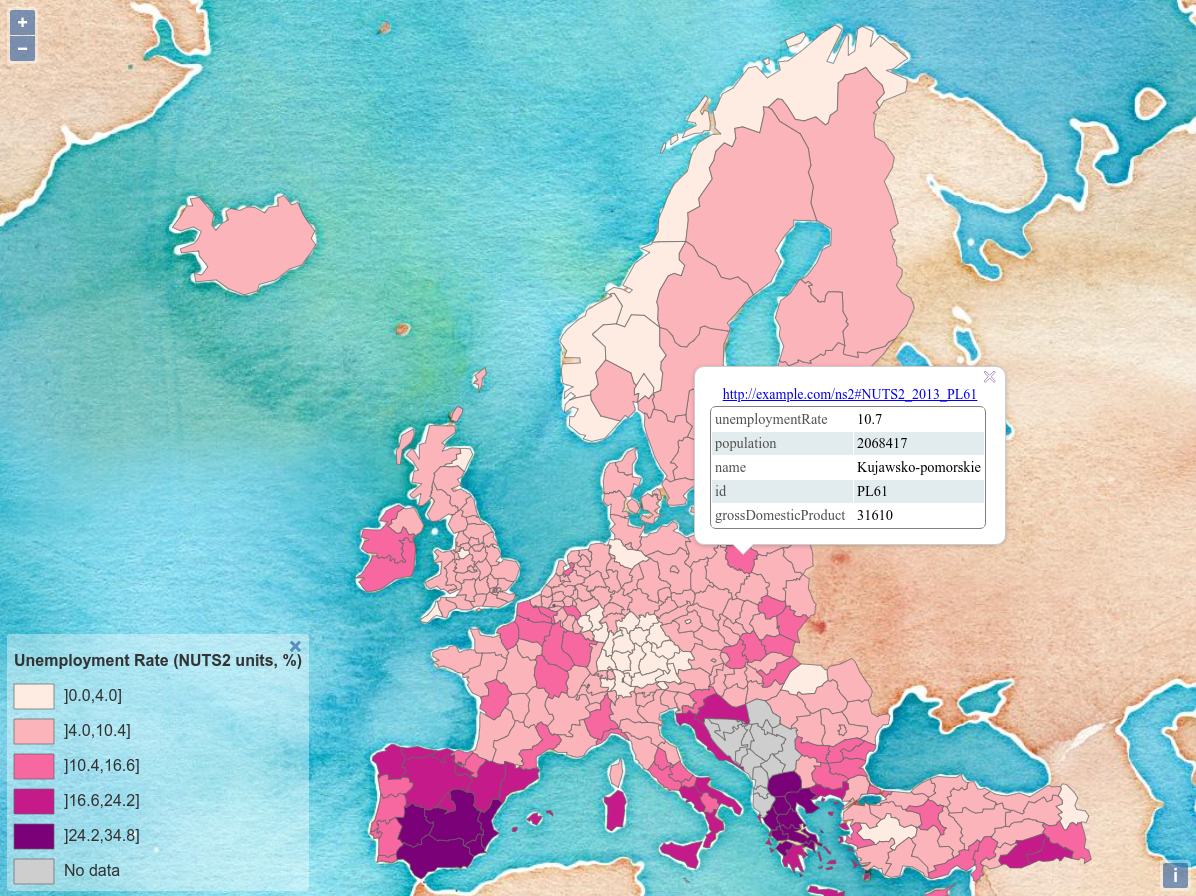 +
−
http://example.com/ns2#NUTS2_2013_PL61
unemploymentRate 10.7
population 2068417
name Kujawsko-pomorskie
id PL61
grossDomesticProduct 31610
Unemployment Rate (NUTS2 units, %)
]0.0,4.0]
]4.0,10.4]
]10.4,16.6]
]16.6,24.2]
]24.2,34.8]
No data
i